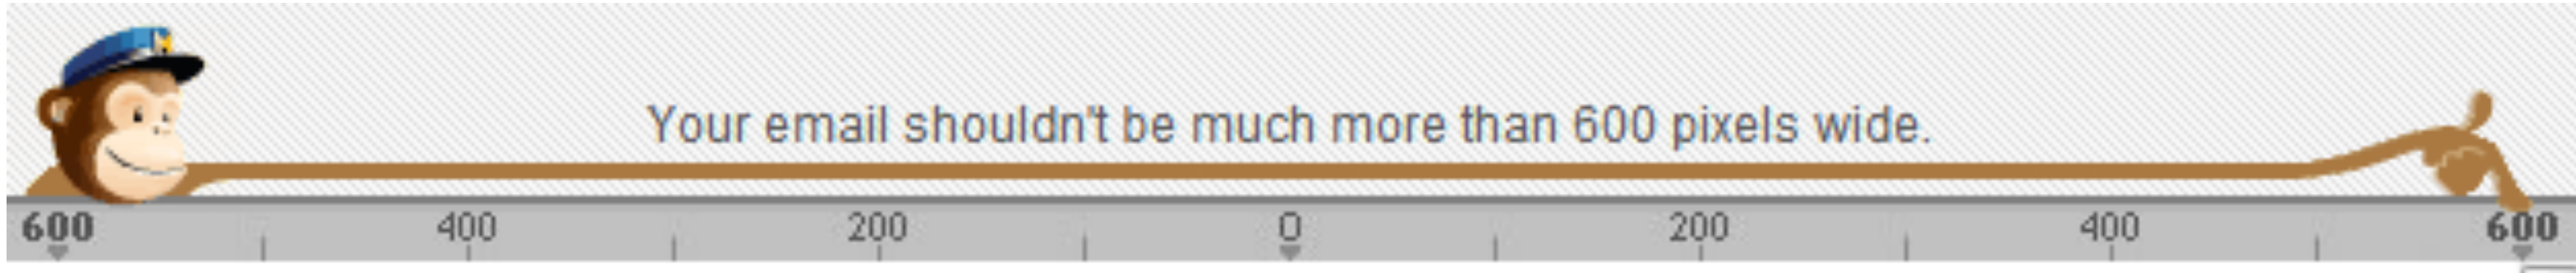 Your email shouldn't be much more than 600 pixels wide.
600 400 200 0 200 400 600